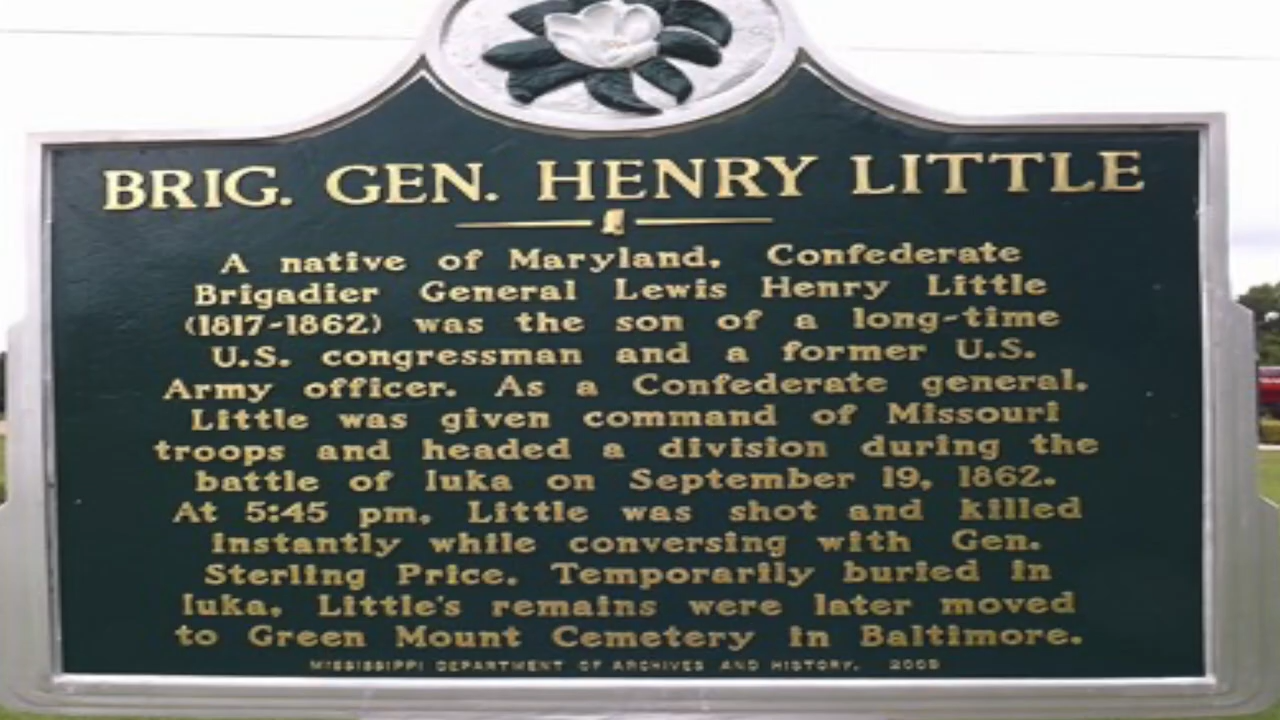 BRIG. GEN. HENRY LITTLE
A native of Maryland, Confederate
Brigadier General Lewis Henry Little
(1817-1862) was the son of a long-time
U.S. congressman and a former U.S.
Army officer. As a Confederate general,
Little was given command of Missouri
troops and headed a division during the
battle of Iuka on September 19, 1862.
At 5:45 pm, Little was shot and killed
instantly while conversing with Gen.
Sterling Price. Temporarily buried in
Iuka, Little's remains were later moved
to Green Mount Cemetery in Baltimore.
MISSISSIPPI DEPARTMENT OF ARCHIVES AND HISTORY,